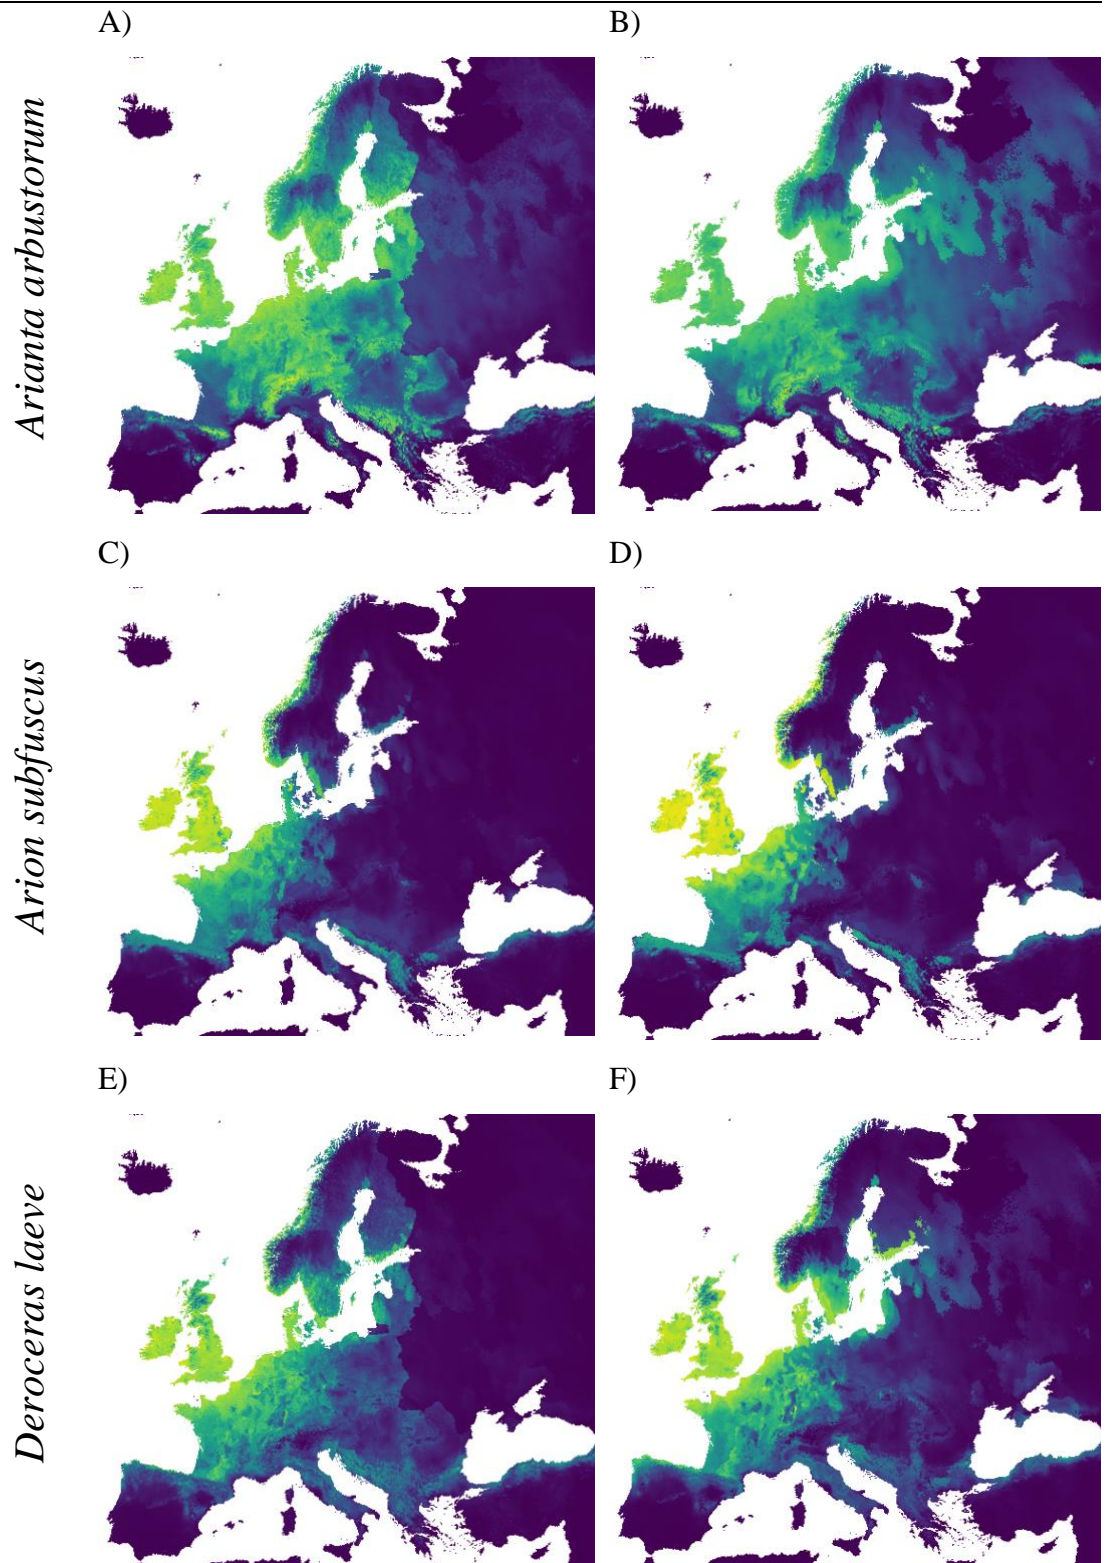 A)
B)
Arianta arbustorum
C)
D)
Arion subfuscus
E)
F)
Deroceras laeve